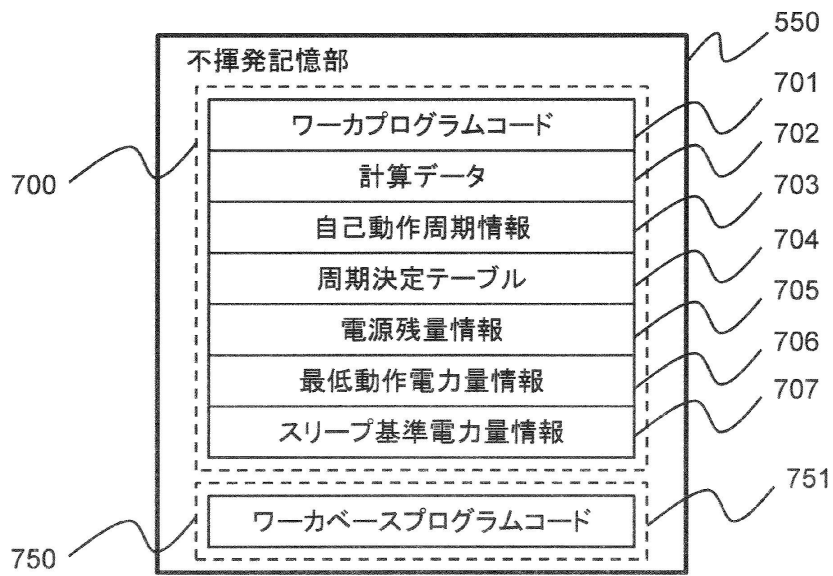 550
不揮発記憶部
701
ワーカプログラムコード
702
計算データ
700
703
自己動作周期情報
704
周期決定テーブル
705
電源残量情報
706
最低動作電力量情報
707
スリープ基準電力量情報
751
ワーカベースプログラムコード
750